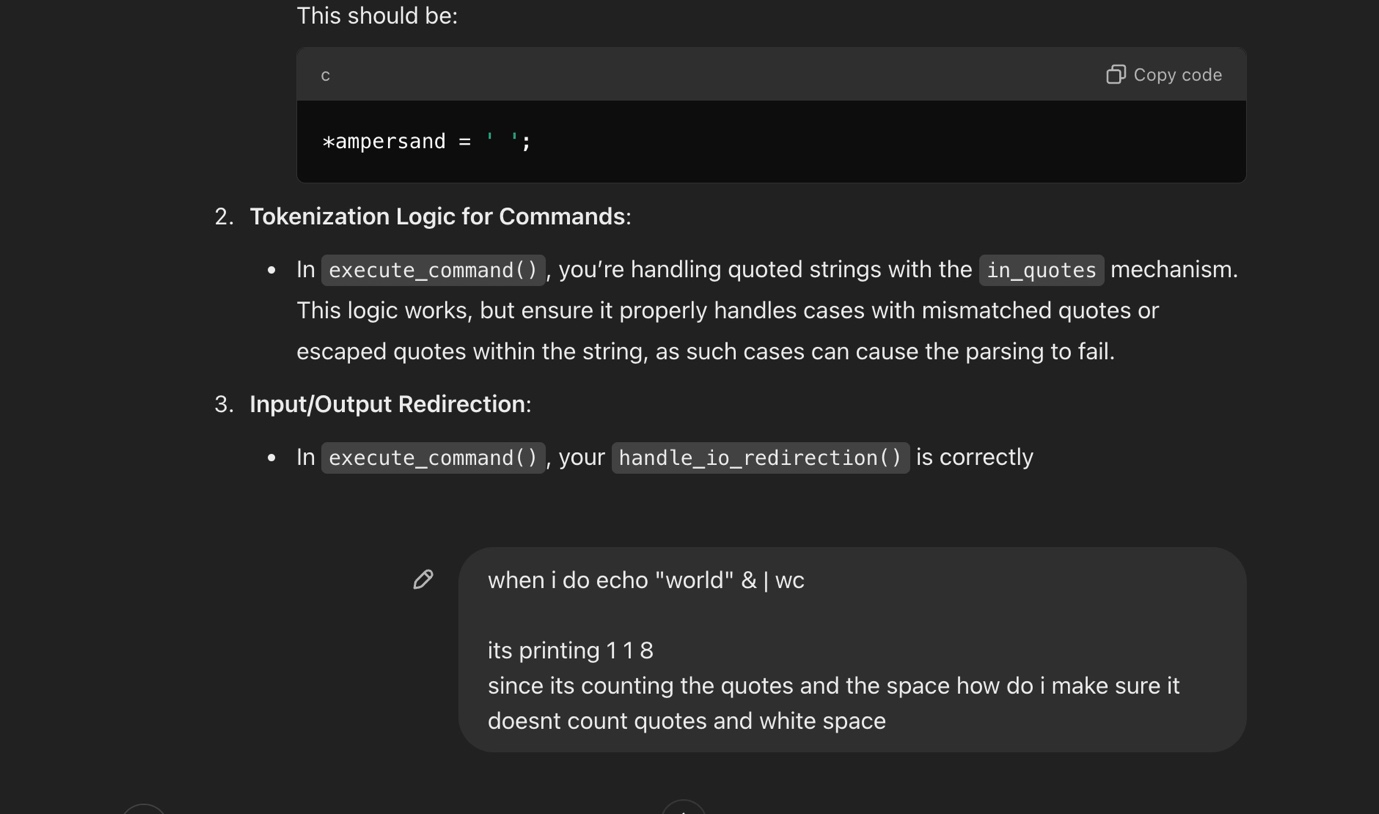 This should be:
c
Copy code
*ampersand = ' ';
2. Tokenization Logic for Commands:
• In execute_command(), you’re handling quoted strings with the in_quotes mechanism.
This logic works, but ensure it properly handles cases with mismatched quotes or
escaped quotes within the string, as such cases can cause the parsing to fail.
3. Input/Output Redirection:
• In execute_command(), your handle_io_redirection() is correctly
when i do echo "world" & | wc
its printing 1 1 8
since its counting the quotes and the space how do i make sure it
doesnt count quotes and white space